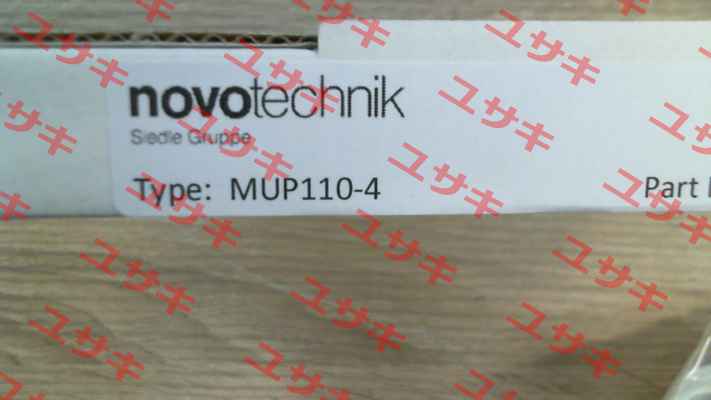 novotechnik
Siedle Gruppe
Type: MUP110-4
Part
ユサキ